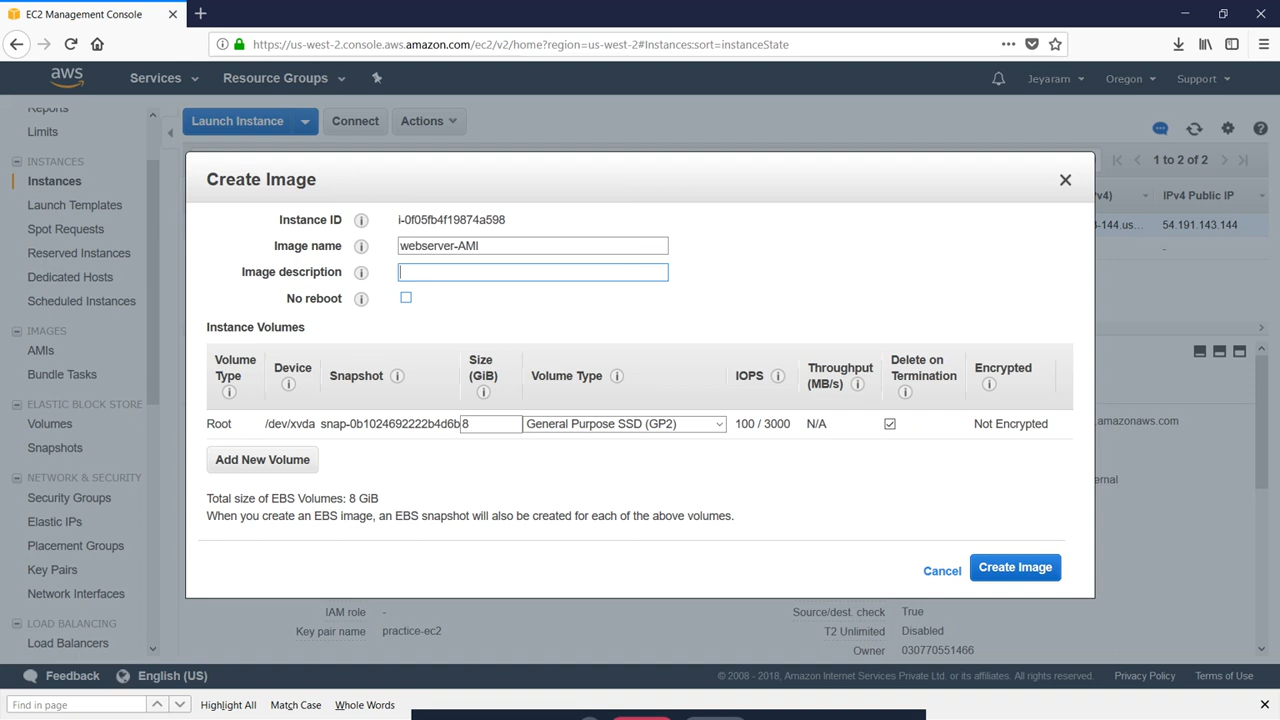 EC2 Management Console
https://us-west-2.console.aws.amazon.com/ec2/v2/home?region=us-west-2#Instances:sort=instanceState
aws
Services
Resource Groups
Jeyaram
Oregon
Support
Reports
Limits
INSTANCES
Instances
Launch Templates
Spot Requests
Reserved Instances
Dedicated Hosts
Scheduled Instances
IMAGES
AMIs
Bundle Tasks
ELASTIC BLOCK STORE
Volumes
Snapshots
NETWORK & SECURITY
Security Groups
Elastic IPs
Placement Groups
Key Pairs
Network Interfaces
LOAD BALANCING
Load Balancers
Launch Instance
Connect
Actions
1 to 2 of 2
v4)
IPv4 Public IP
-144.us...
54.191.143.144
-
Create Image
Instance ID i-0f05fb4f19874a598
Image name webserver-AMI
Image description
No reboot
Instance Volumes
Volume Type
Device
Snapshot
Size (GiB)
Volume Type
IOPS
Throughput (MB/s)
Delete on Termination
Encrypted
Root /dev/xvda snap-0b1024692222b4d6b 8 General Purpose SSD (GP2) 100 / 3000 N/A Not Encrypted
Add New Volume
Total size of EBS Volumes: 8 GiB
When you create an EBS image, an EBS snapshot will also be created for each of the above volumes.
Cancel
Create Image
amazonaws.com
ernal
IAM role -
Key pair name practice-ec2
Source/dest. check True
T2 Unlimited Disabled
Owner 030770551466
Feedback
English (US)
© 2008 - 2018, Amazon Internet Services Private Ltd. or its affiliates. All rights reserved.
Privacy Policy
Terms of Use
Find in page
Highlight All
Match Case
Whole Words